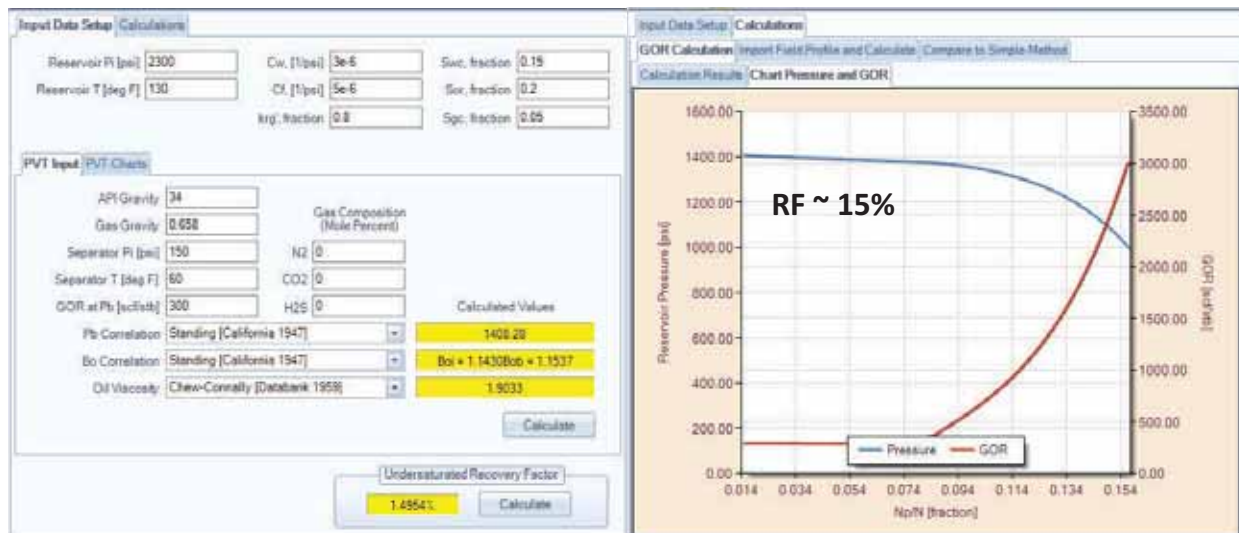 Input Data Setup Calculations
Reservoir Pi [psi] 2300 Cw, [1/psi] 3e-6 Swc, fraction 0.15
Reservoir T [deg F] 130 Cf, [1/psi] 5e-6 Sor, fraction 0.2
krg', fraction 0.8 Sgc, fraction 0.05
PVT Input PVT Charts
API Gravity 34
Gas Gravity 0.658
Gas Composition
(Mole Percent)
Separator Pi [psi] 150 N2 0
Separator T [deg F] 60 CO2 0
GOR at Pb [scf/stb] 300 H2S 0 Calculated Values
Pb Correlation Standing [California 1947] 1408.28
Bo Correlation Standing [California 1947] Boi = 1.1430Bob = 1.1537
Oil Viscosity Chew-Connally [Databank 1959] 1.9033
Calculate
Undersaturated Recovery Factor
1.4954% Calculate
Input Data Setup Calculations
GOR Calculation Import Field Profile and Calculate Compare to Simple Method
Calculation Results Chart Pressure and GOR
RF ~ 15%
Reservoir Pressure [psi]
1600.00
1400.00
1200.00
1000.00
800.00
600.00
400.00
200.00
0.00
3500.00
3000.00
2500.00
2000.00
1500.00
1000.00
500.00
0.00
GOR [scf/stb]
Pressure GOR
0.014 0.034 0.054 0.074 0.094 0.114 0.134 0.154
Np/N [fraction]